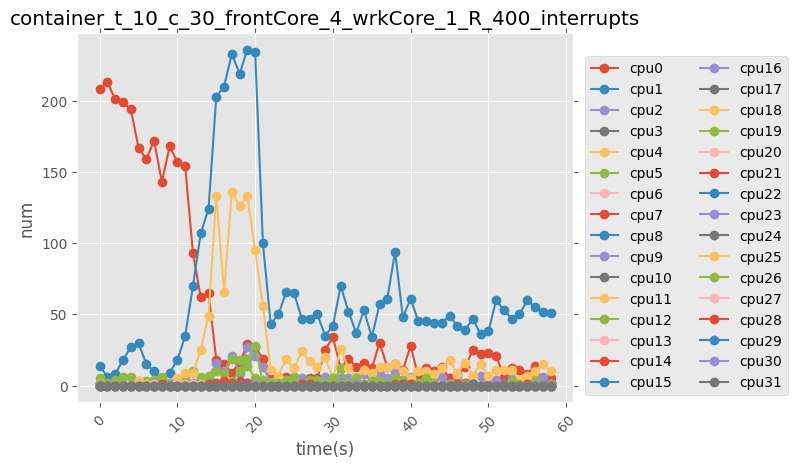 container_t_10_c_30_frontCore_4_wrkCore_1_R_400_interrupts
num
200
150
100
50
0
0
10
20
30
40
50
60
time(s)
cpu0
cpu1
cpu2
cpu3
cpu4
cpu5
cpu6
cpu7
cpu8
cpu9
cpu10
cpu11
cpu12
cpu13
cpu14
cpu15
cpu16
cpu17
cpu18
cpu19
cpu20
cpu21
cpu22
cpu23
cpu24
cpu25
cpu26
cpu27
cpu28
cpu29
cpu30
cpu31